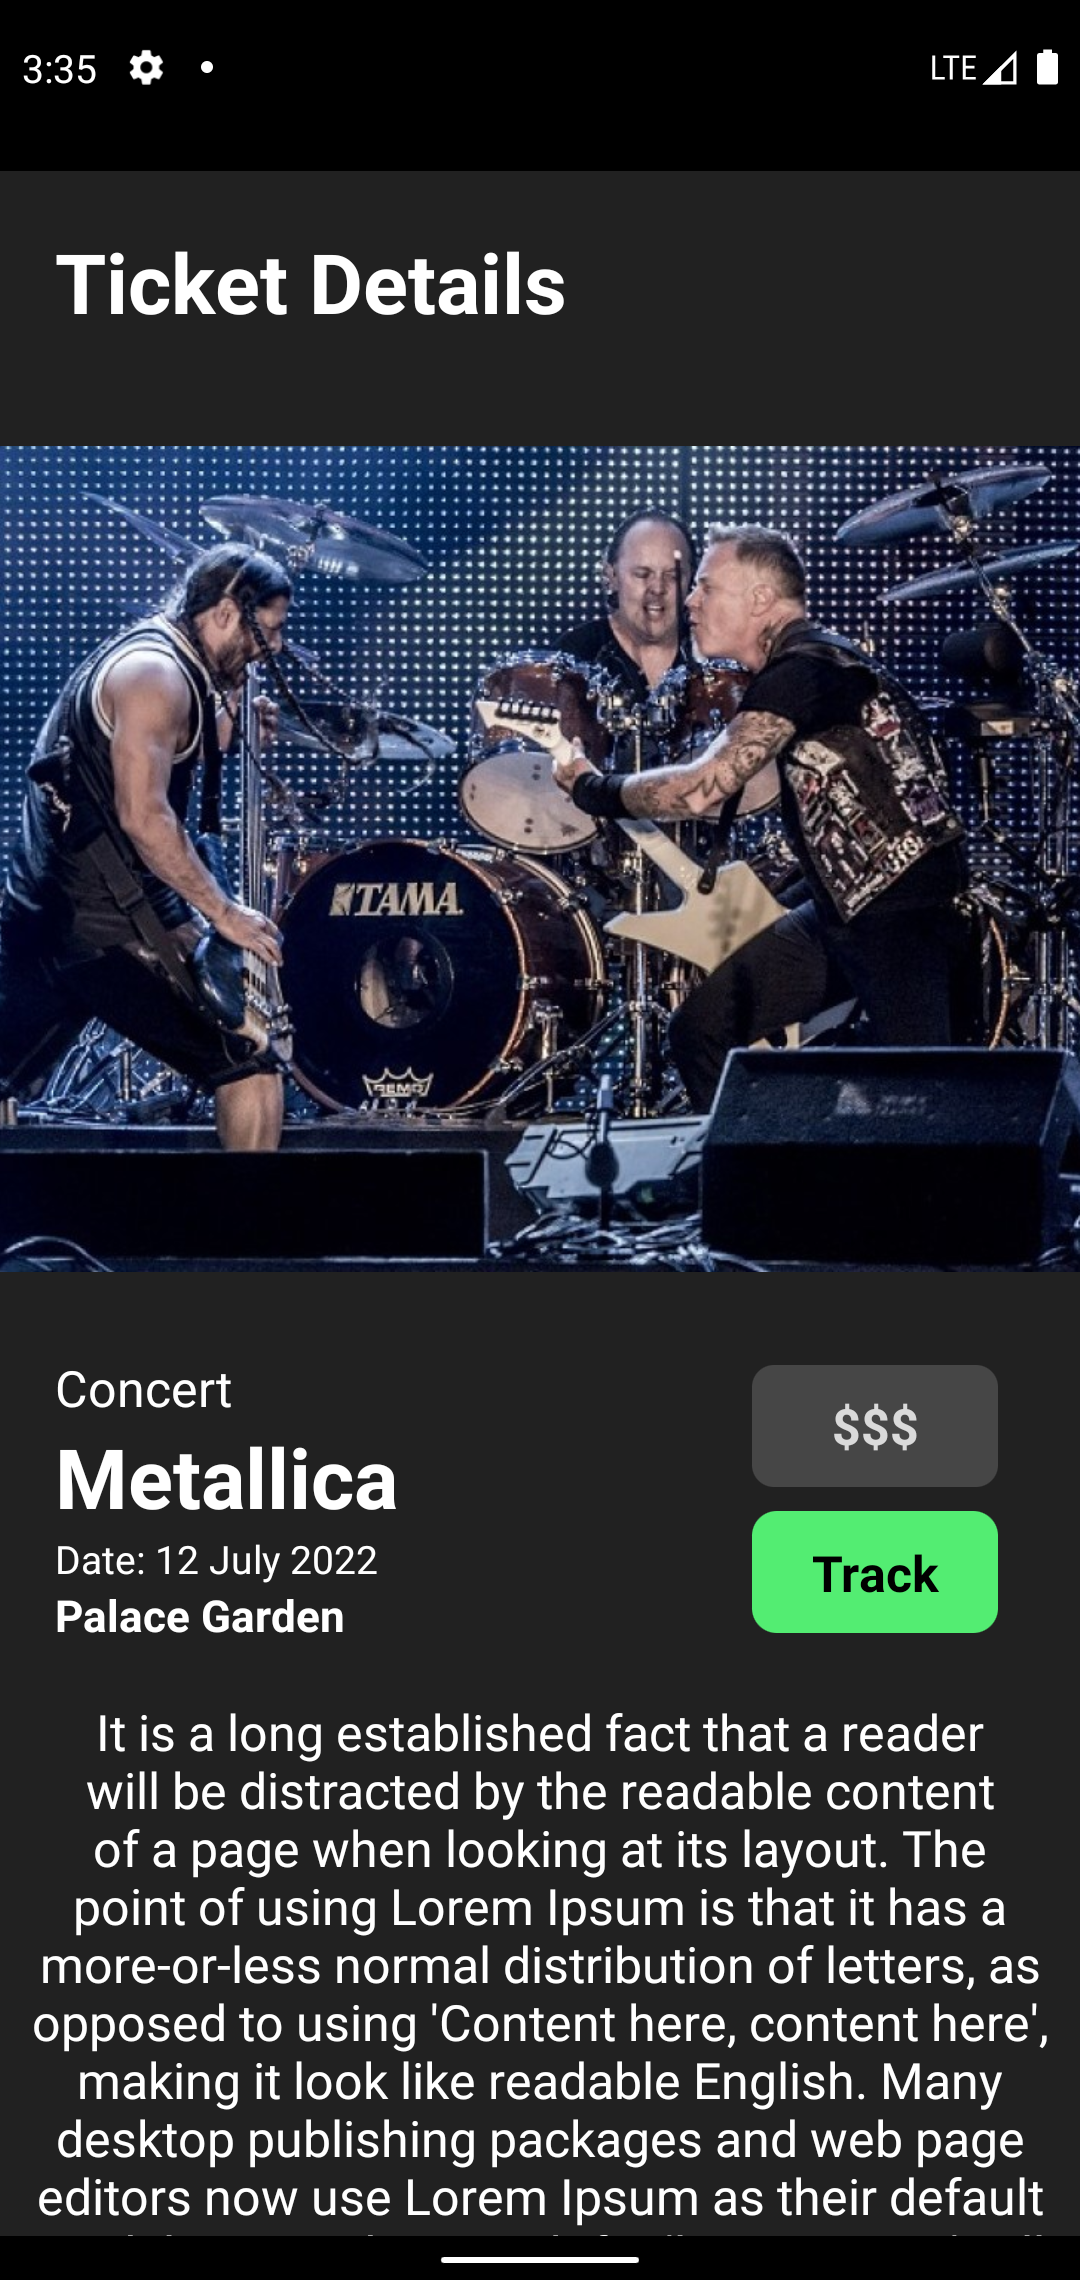 3:35 LTE
Ticket Details
TAMA
REMO
Concert
$$$
Metallica
Date: 12 July 2022
Track
Palace Garden
It is a long established fact that a reader
will be distracted by the readable content
of a page when looking at its layout. The
point of using Lorem Ipsum is that it has a
more-or-less normal distribution of letters, as
opposed to using 'Content here, content here',
making it look like readable English. Many
desktop publishing packages and web page
editors now use Lorem Ipsum as their default